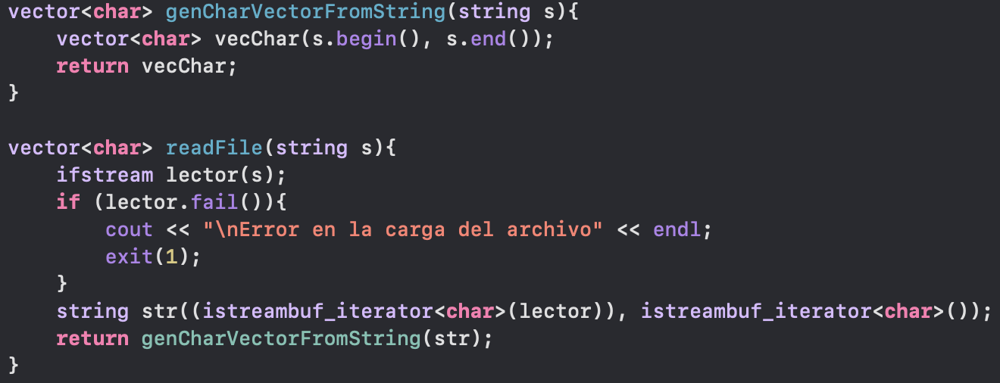 vector<char> genCharVectorFromString(string s){
    vector<char> vecChar(s.begin(), s.end());
    return vecChar;
}

vector<char> readFile(string s){
    ifstream lector(s);
    if (lector.fail()){
        cout << "\nError en la carga del archivo" << endl;
        exit(1);
    }
    string str((istreambuf_iterator<char>(lector)), istreambuf_iterator<char>());
    return genCharVectorFromString(str);
}